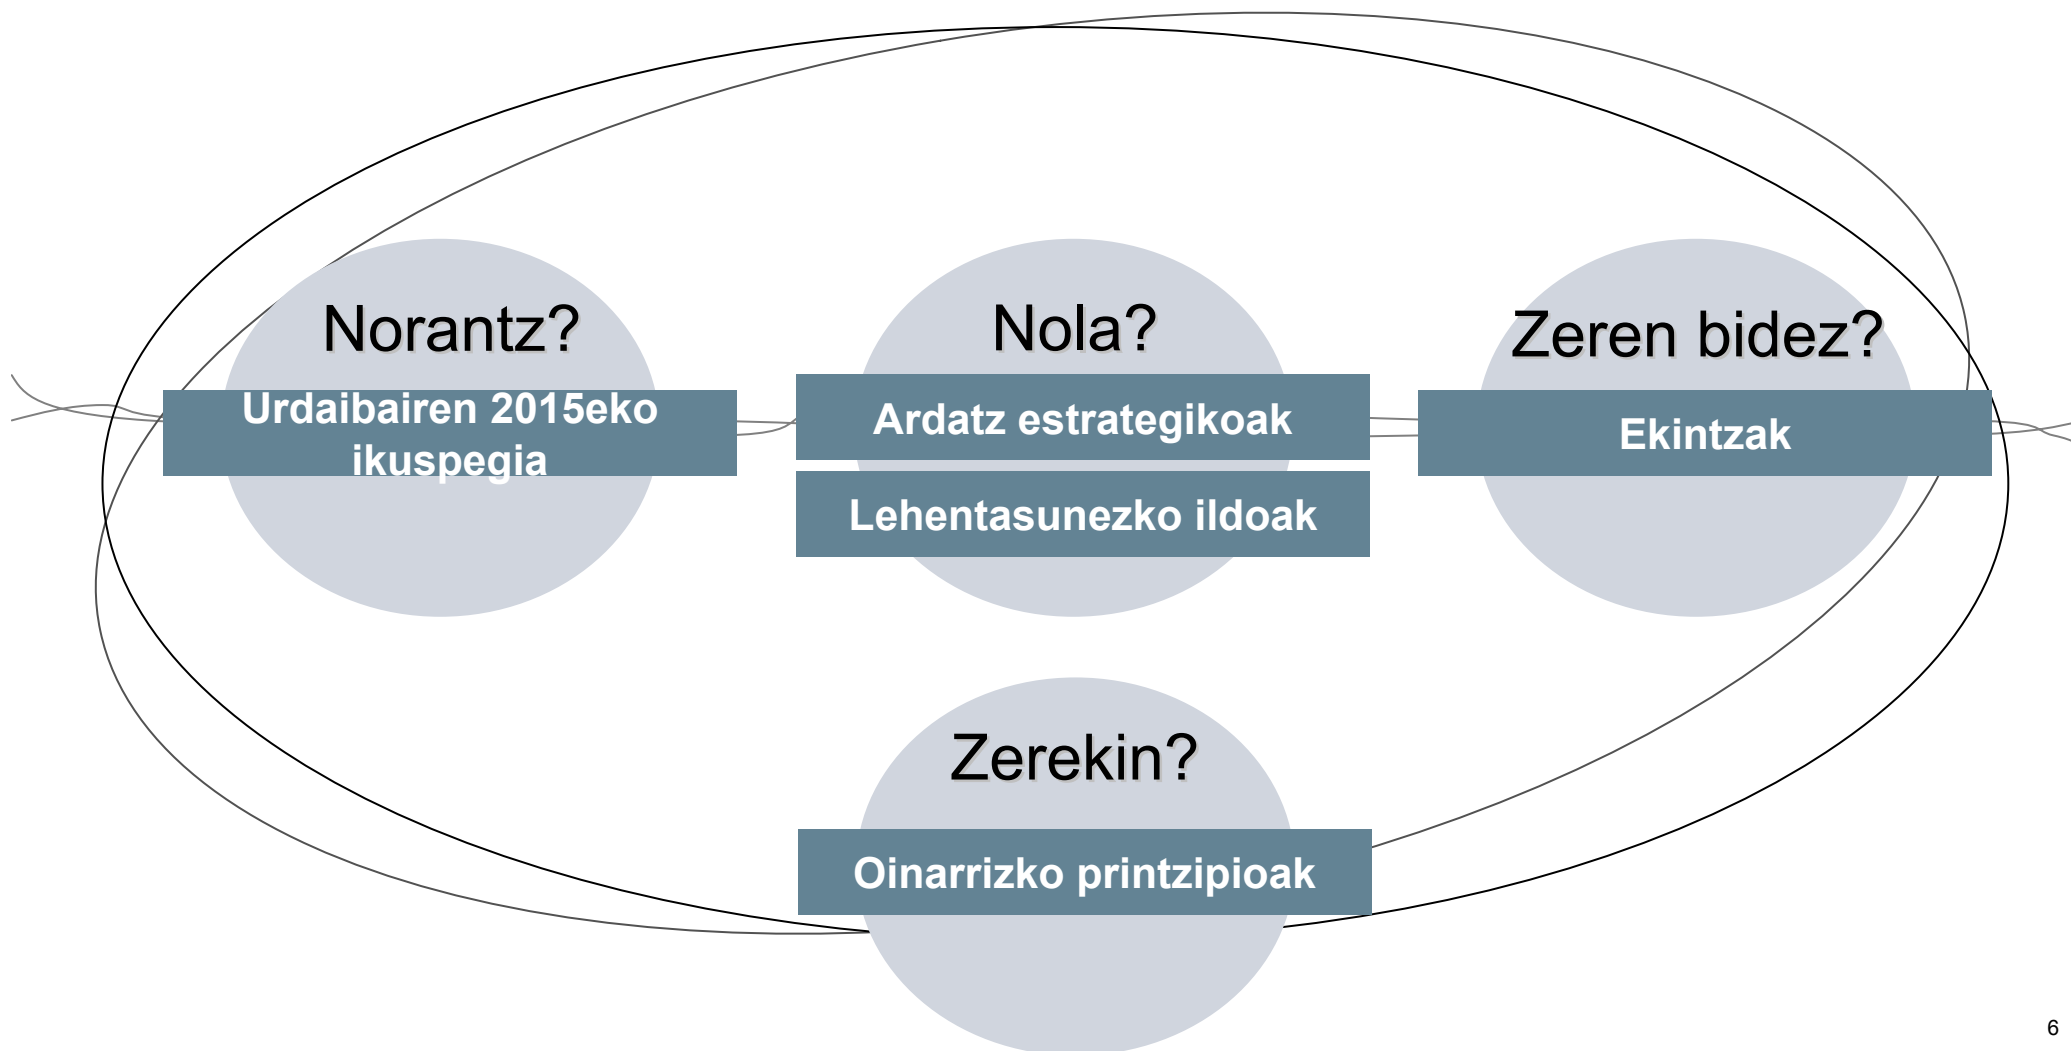 Norantz?
Urdaibairen 2015eko
ikuspegia
Nola?
Ardatz estrategikoak
Lehentasunezko ildoak
Zeren bidez?
Ekintzak
Zerekin?
Oinarrizko printzipioak
6